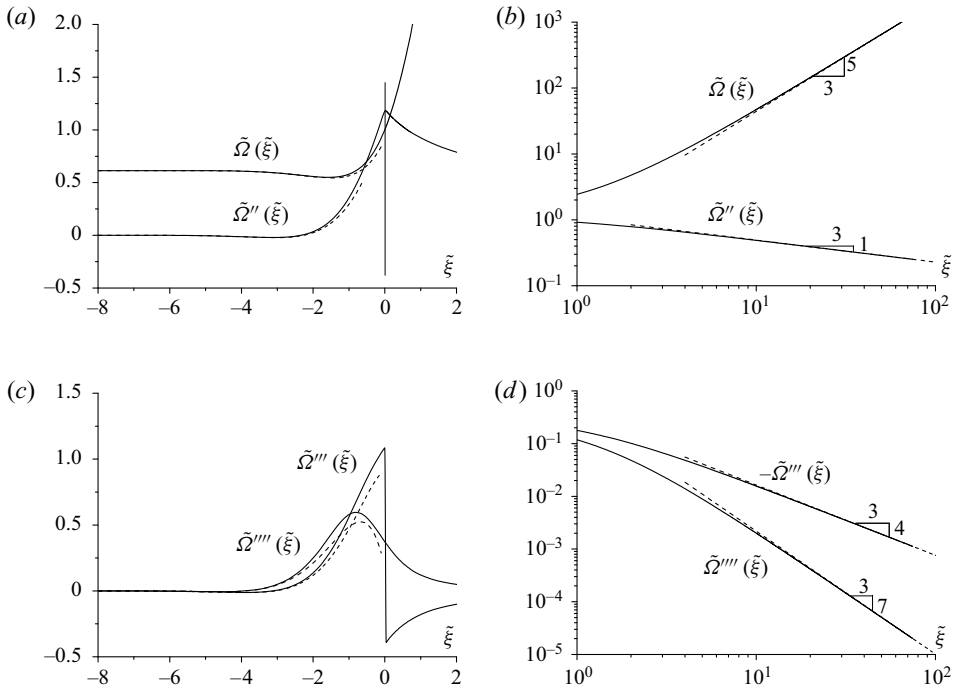 (a)
2.0
1.5
1.0
0.5
0
–0.5
Ω̃ (ξ̃)
Ω̃′′ (ξ̃)
ξ̃
–8 –6 –4 –2 0 2
(b)
10³
10²
10¹
10⁰
10⁻¹
Ω̃ (ξ̃)
5
3
Ω̃′′ (ξ̃)
3
1
ξ̃
10⁰ 10¹ 10²
(c)
1.5
1.0
0.5
0
–0.5
Ω̃′′′ (ξ̃)
Ω̃′′′′ (ξ̃)
ξ̃
–8 –6 –4 –2 0 2
(d)
10⁰
10⁻¹
10⁻²
10⁻³
10⁻⁴
10⁻⁵
–Ω̃′′′ (ξ̃)
3
4
Ω̃′′′′ (ξ̃)
3
7
ξ̃
10⁰ 10¹ 10²